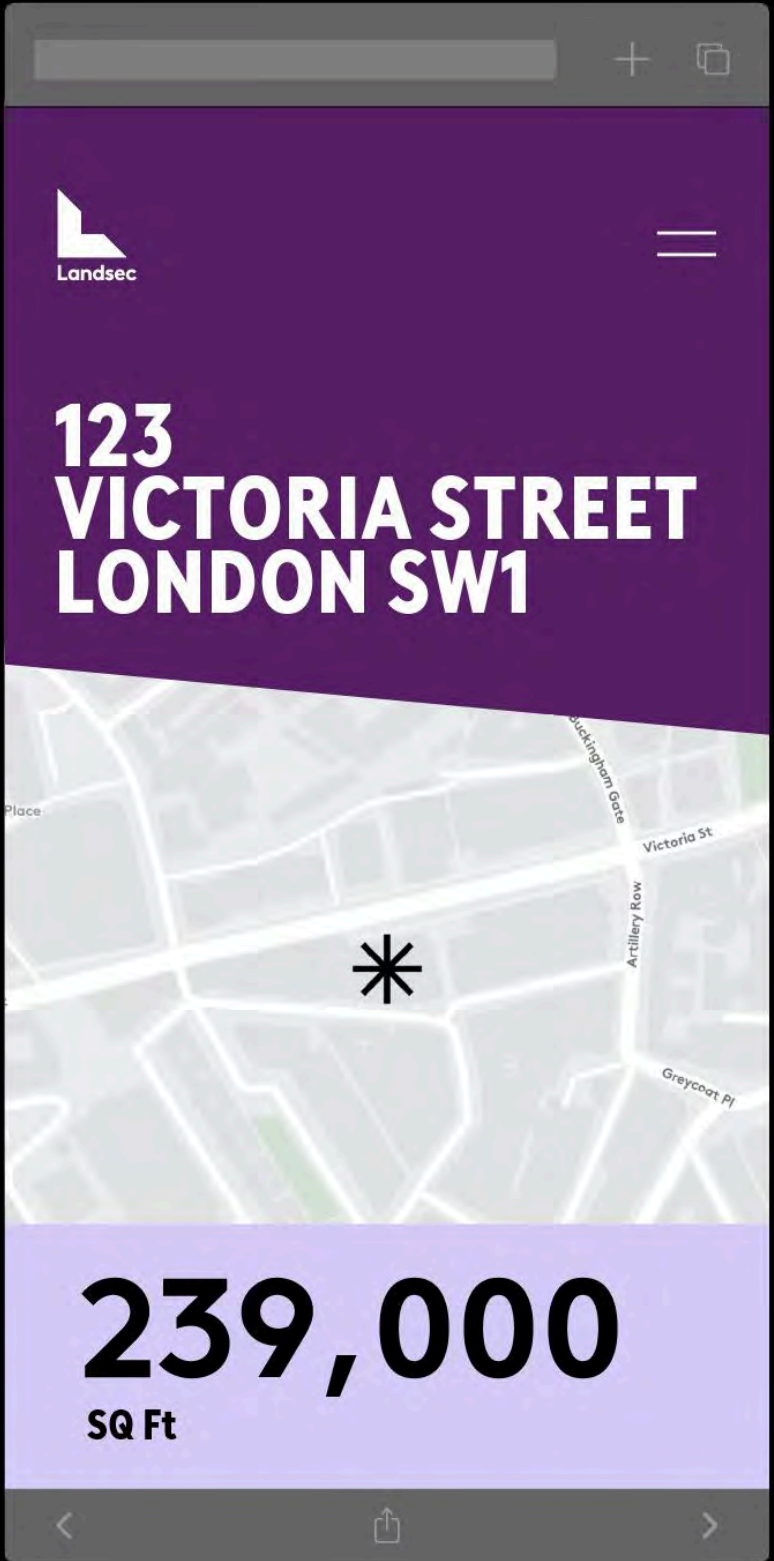 Landsec
123
VICTORIA STREET
LONDON SW1
Buckingham Gate
Place
Victoria St
Artillery Row
Greycoat Pl
239,000
SQ Ft